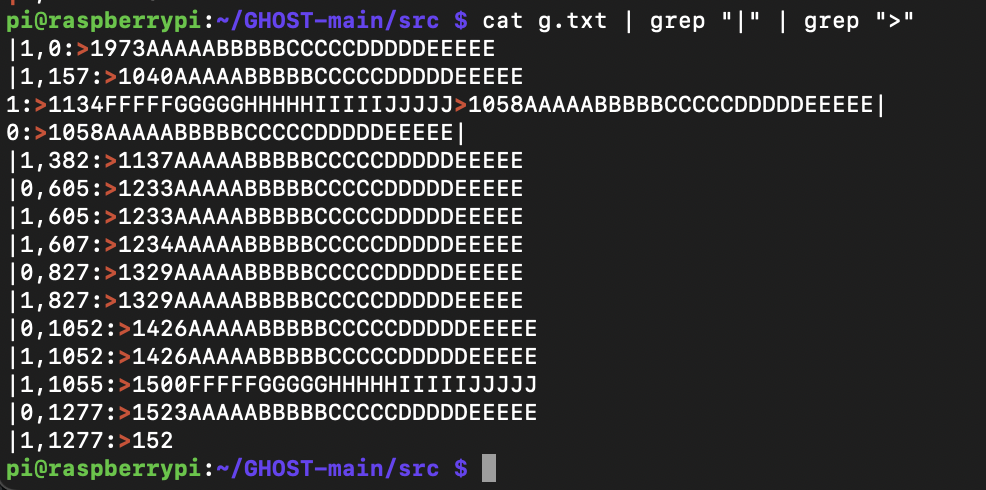 pi@raspberrypi:~/GHOST-main/src $ cat g.txt | grep "|" | grep ">"
|1,0:>1973AAAAABBBBBCCCCCDDDDDEEEEE
|1,157:>1040AAAAABBBBBCCCCCDDDDDEEEEE
1:>1134FFFFFGGGGGHHHHHIIIIIJJJJJ>1058AAAAABBBBBCCCCCDDDDDEEEEE|
0:>1058AAAAABBBBBCCCCCDDDDDEEEEE|
|1,382:>1137AAAAABBBBBCCCCCDDDDDEEEEE
|0,605:>1233AAAAABBBBBCCCCCDDDDDEEEEE
|1,605:>1233AAAAABBBBBCCCCCDDDDDEEEEE
|1,607:>1234AAAAABBBBBCCCCCDDDDDEEEEE
|0,827:>1329AAAAABBBBBCCCCCDDDDDEEEEE
|1,827:>1329AAAAABBBBBCCCCCDDDDDEEEEE
|0,1052:>1426AAAAABBBBBCCCCCDDDDDEEEEE
|1,1052:>1426AAAAABBBBBCCCCCDDDDDEEEEE
|1,1055:>1500FFFFFGGGGGHHHHHIIIIIJJJJJ
|0,1277:>1523AAAAABBBBBCCCCCDDDDDEEEEE
|1,1277:>152
pi@raspberrypi:~/GHOST-main/src $